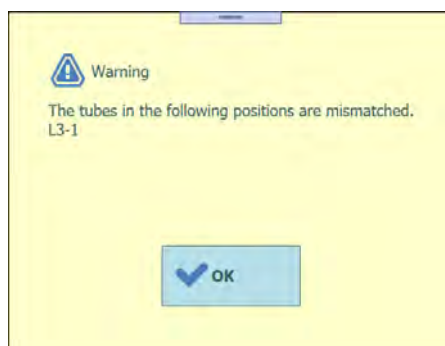 Warning
The tubes in the following positions are mismatched.
L3-1
OK